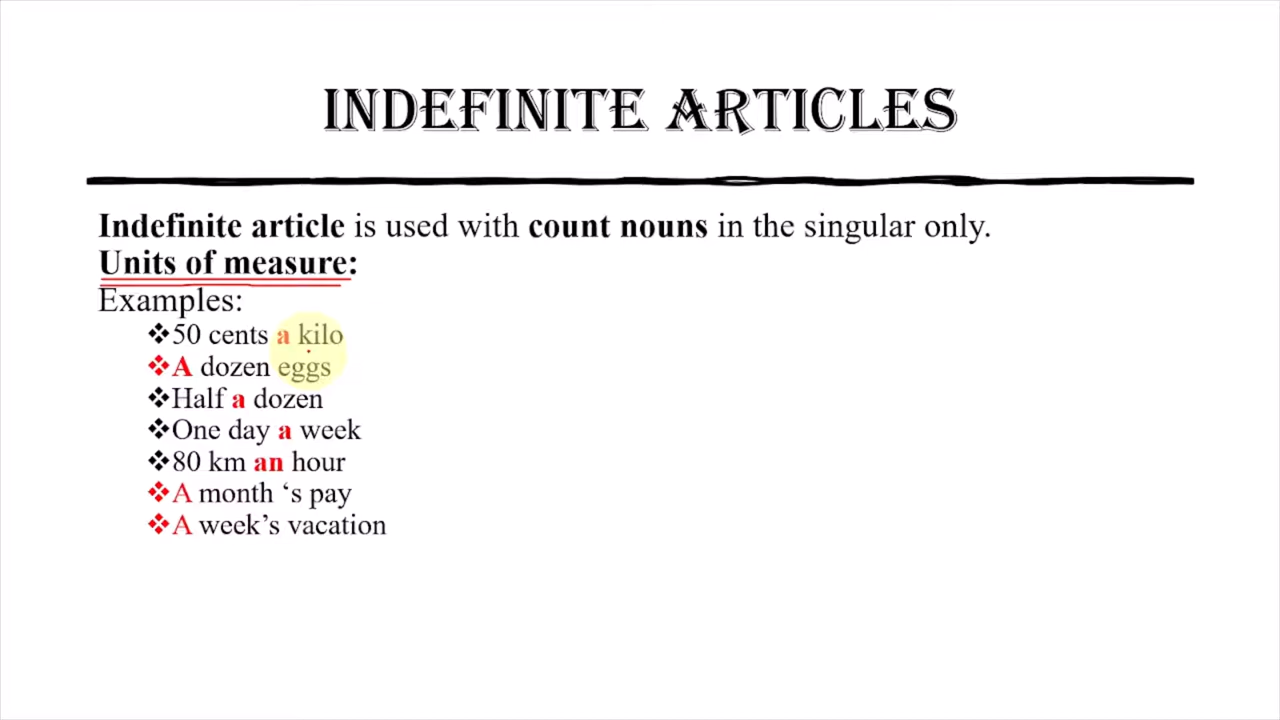 INDEFINITE ARTICLES
Indefinite article is used with count nouns in the singular only.
Units of measure:
Examples:
❖50 cents a kilo
❖A dozen eggs
❖Half a dozen
❖One day a week
❖80 km an hour
❖A month ‘s pay
❖A week’s vacation